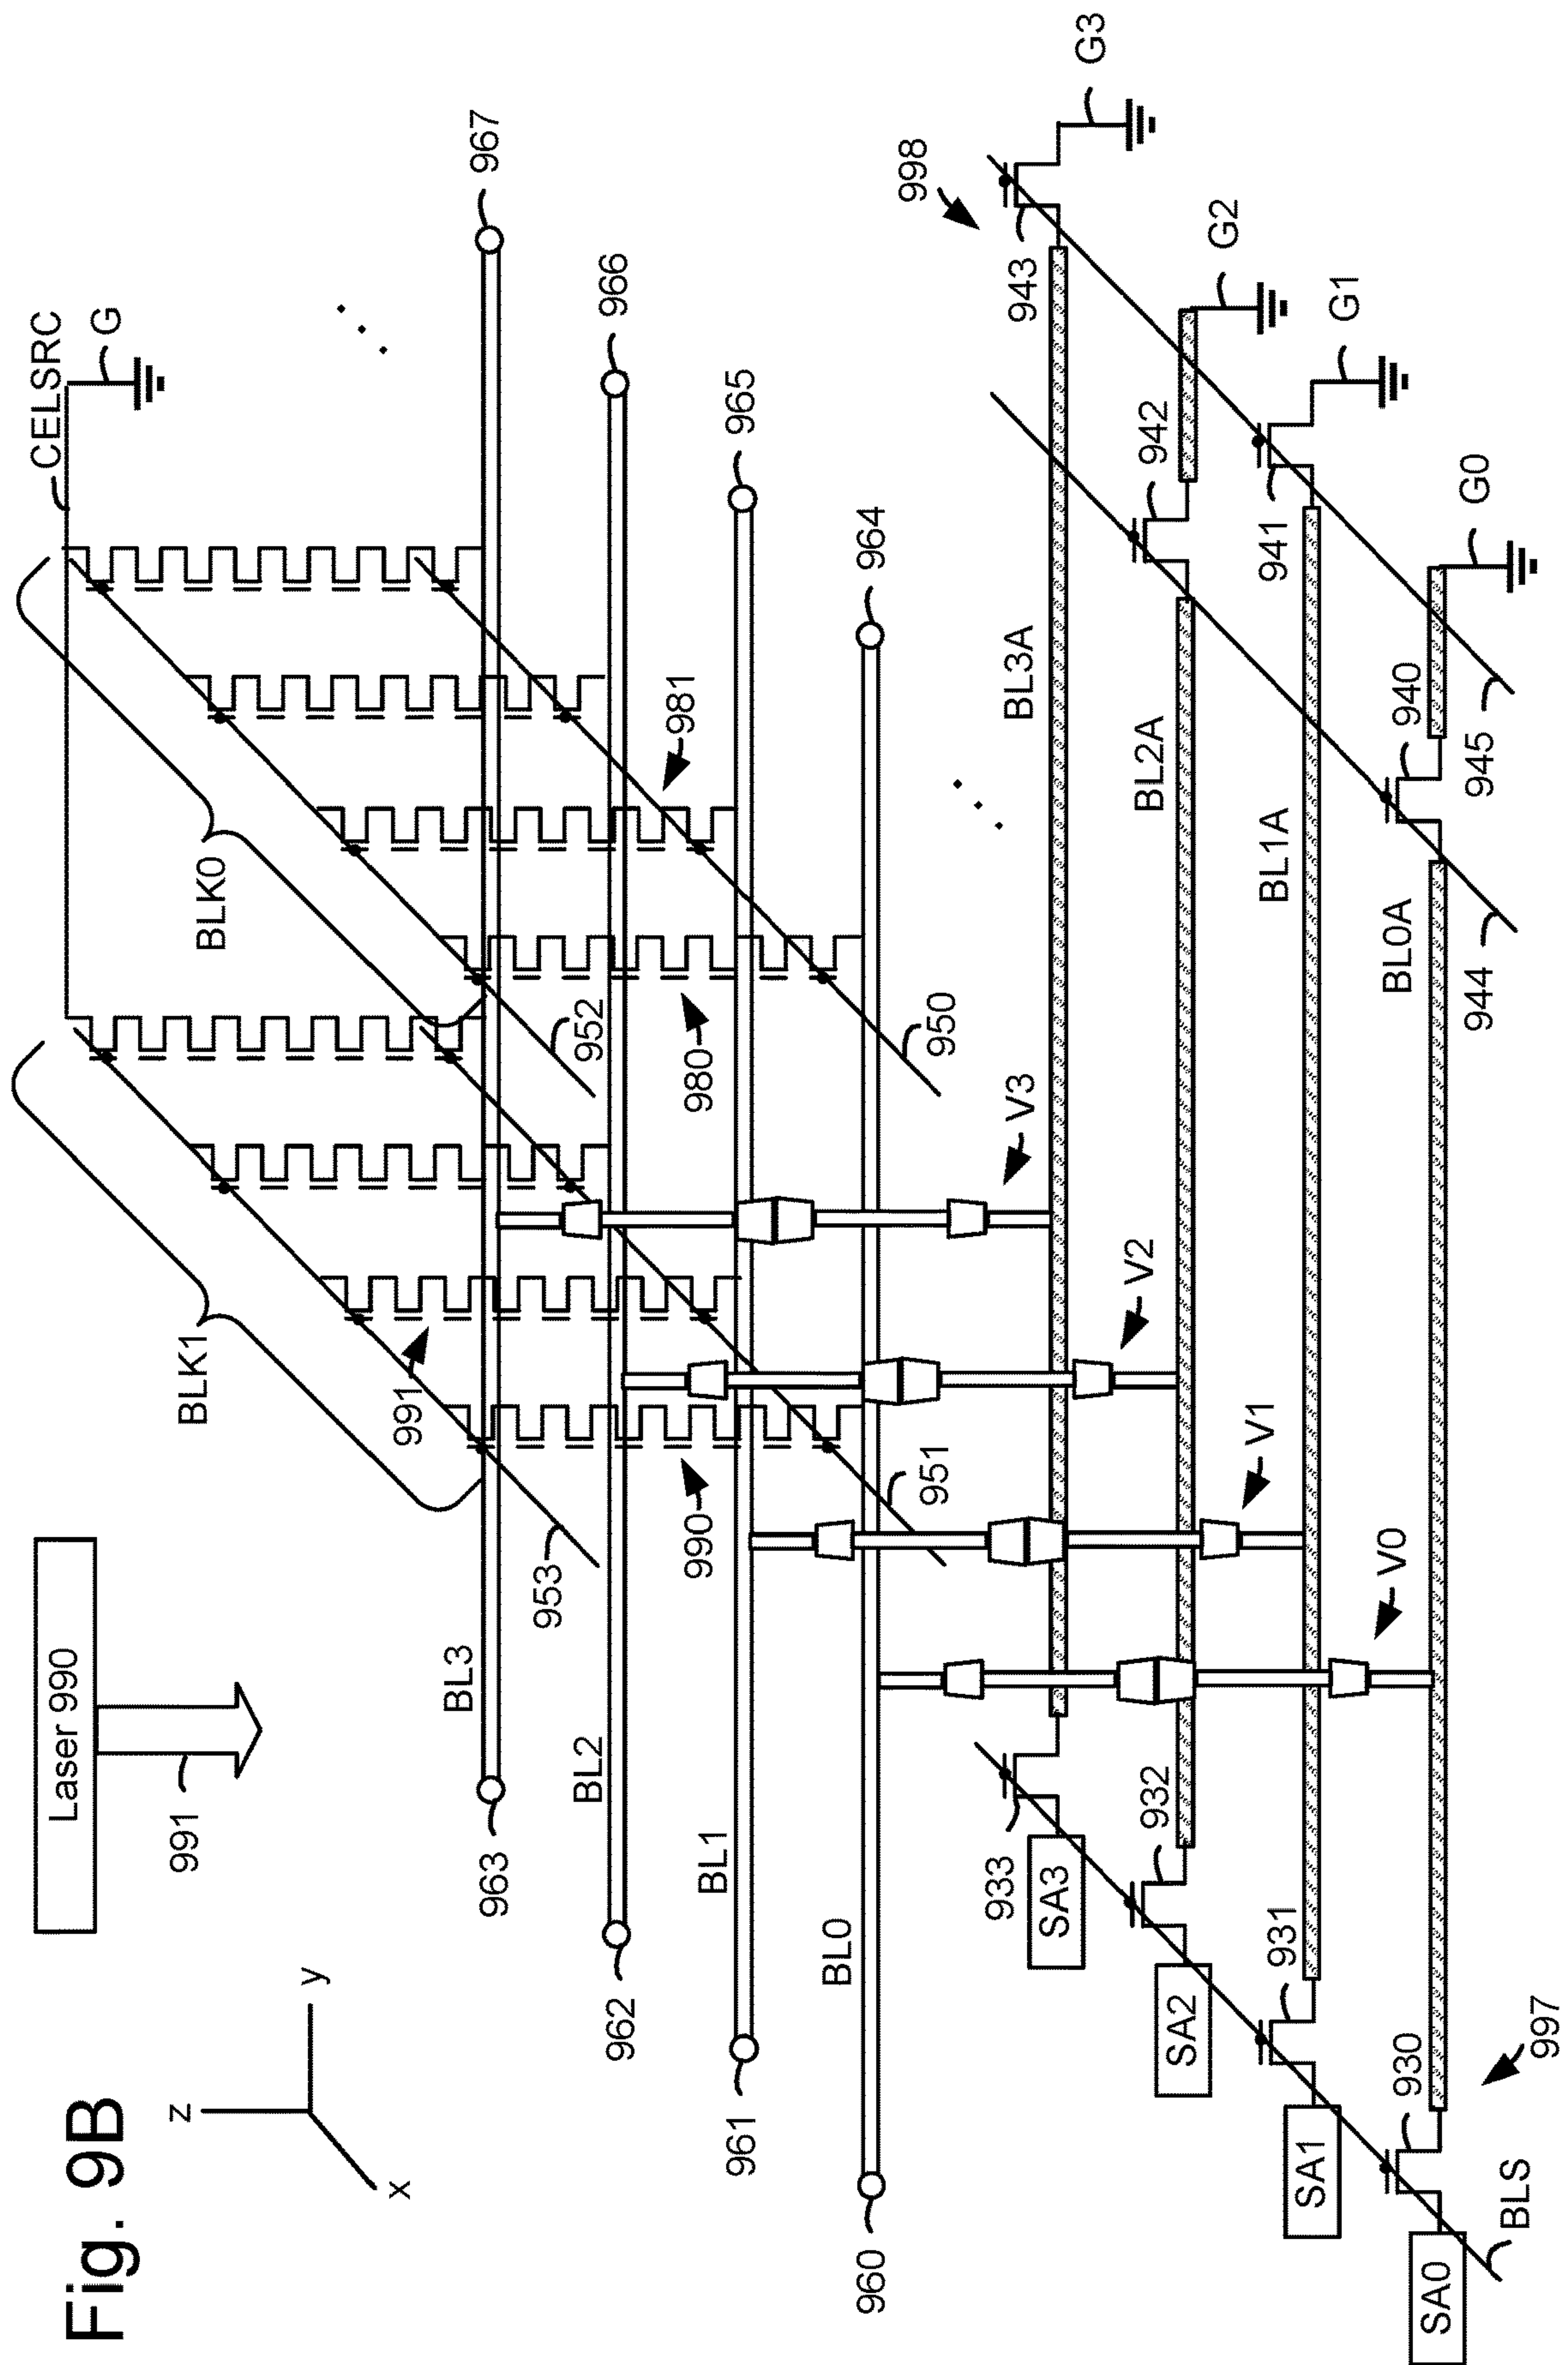 Fig. 9B
z
y
x
Laser 990
991
BLK1
BLK0
CELSRC
G
991
990
980
981
953
952
951
950
BL3
963
967
BL2
962
966
BL1
961
965
BL0
960
964
V3
V2
V1
V0
998
933
SA3
BL3A
943
G3
932
SA2
BL2A
942
G2
931
SA1
BL1A
941
G1
930
SA0
BL0A
940
G0
BLS
997
944
945